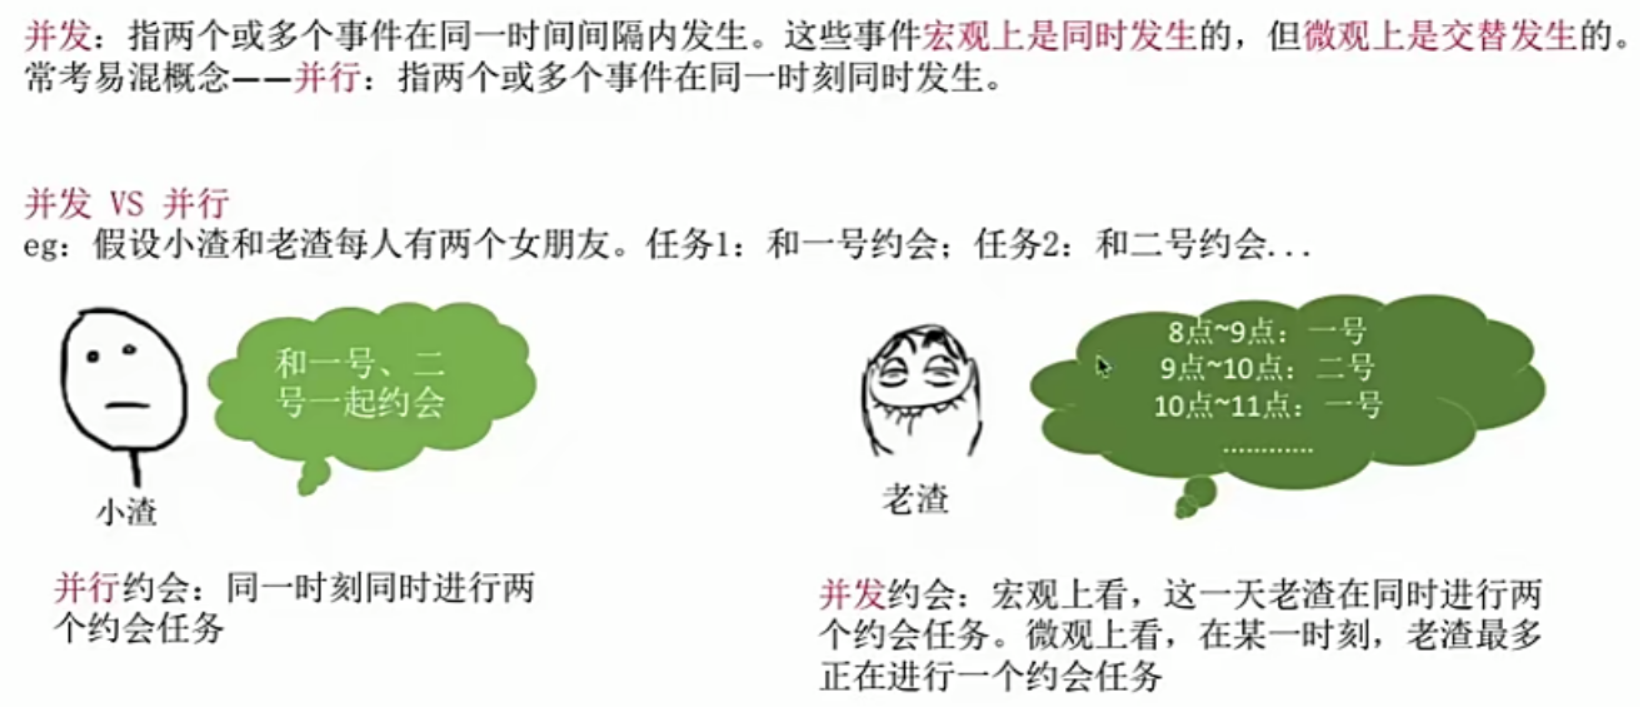 并发：指两个或多个事件在同一时间间隔内发生。这些事件宏观上是同时发生的，但微观上是交替发生的。
常考易混概念——并行：指两个或多个事件在同一时刻同时发生。
并发 VS 并行
eg：假设小渣和老渣每人有两个女朋友。任务1：和一号约会；任务2：和二号约会...
和一号、二
号一起约会
小渣
并行约会：同一时刻同时进行两
个约会任务
8点~9点：一号
9点~10点：二号
10点~11点：一号
............
老渣
并发约会：宏观上看，这一天老渣在同时进行两
个约会任务。微观上看，在某一时刻，老渣最多
正在进行一个约会任务